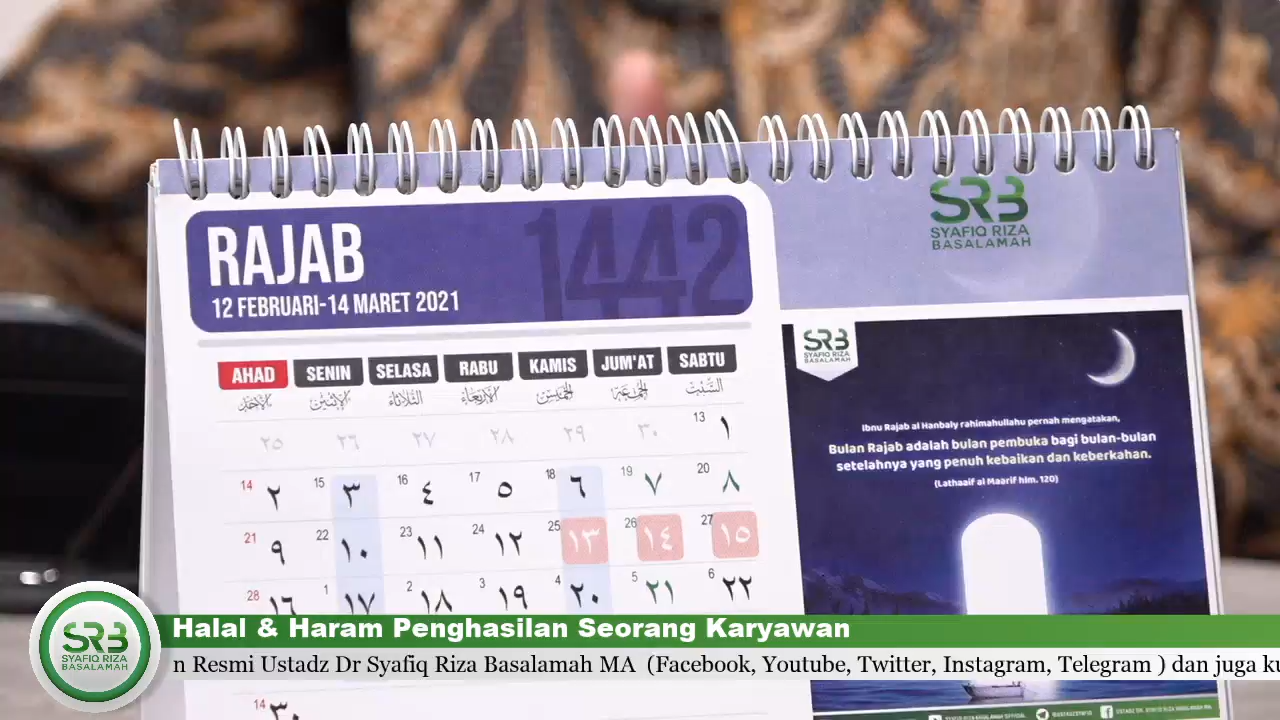 RAJAB
1442
12 FEBRUARI-14 MARET 2021
AHAD SENIN SELASA RABU KAMIS JUM'AT SABTU
الأحد الإثنين الثلاثاء الأربعاء الخميس الجمعة السبت
٢٥ ٢٦ ٢٧ ٢٨ ٢٩ ٣٠ 13 ١
14 ٢ 15 ٣ 16 ٤ 17 ٥ 18 ٦ 19 ٧ 20 ٨
21 ٩ 22 ١٠ 23 ١١ 24 ١٢ 25 ١٣ 26 ١٤ 27 ١٥
28 ١٦ 1 ١٧ 2 ١٨ 3 ١٩ 4 ٢٠ 5 ٢١ 6 ٢٢
14 ٣٠
SRB
SYAFIQ RIZA
BASALAMAH
SRB
SYAFIQ RIZA
BASALAMAH
Ibnu Rajab al Hanbaly rahimahullahu pernah mengatakan,
Bulan Rajab adalah bulan pembuka bagi bulan-bulan
setelahnya yang penuh kebaikan dan keberkahan.
(Lathaaif al Maarif hlm. 120)
SRB
SYAFIQ RIZA
BASALAMAH
Halal & Haram Penghasilan Seorang Karyawan
n Resmi Ustadz Dr Syafiq Riza Basalamah MA (Facebook, Youtube, Twitter, Instagram, Telegram ) dan juga ku